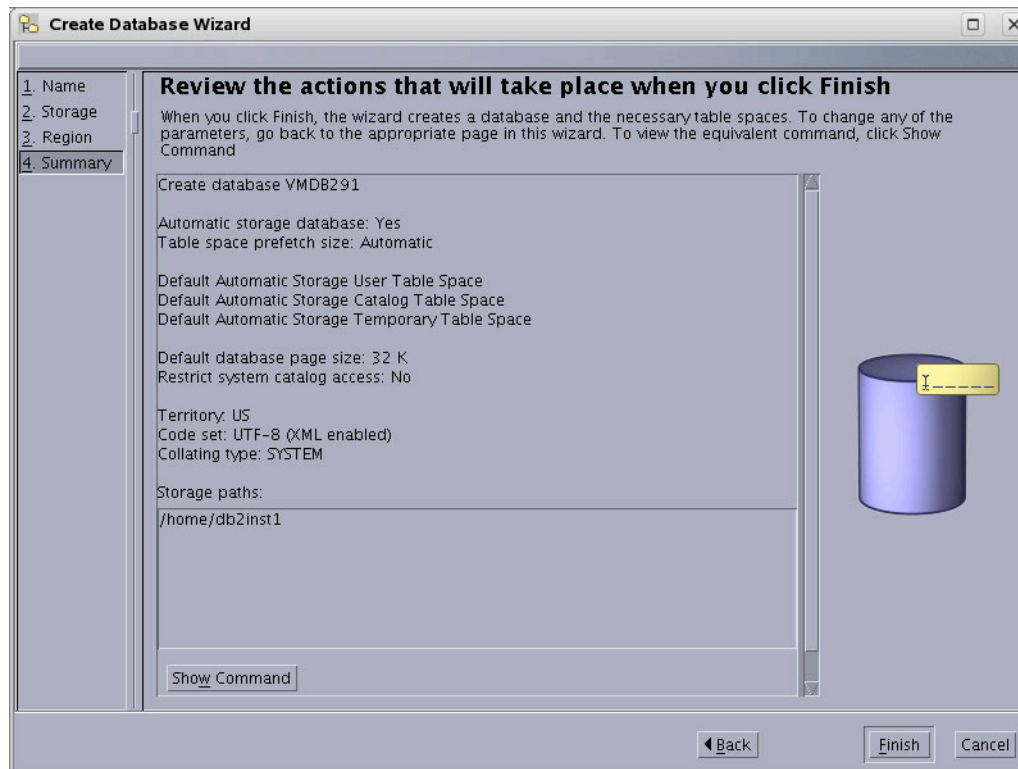 Create Database Wizard
1. Name
2. Storage
3. Region
4. Summary
Review the actions that will take place when you click Finish
When you click Finish, the wizard creates a database and the necessary table spaces. To change any of the
parameters, go back to the appropriate page in this wizard. To view the equivalent command, click Show
Command
Create database VMDB291
Automatic storage database: Yes
Table space prefetch size: Automatic
Default Automatic Storage User Table Space
Default Automatic Storage Catalog Table Space
Default Automatic Storage Temporary Table Space
Default database page size: 32 K
Restrict system catalog access: No
Territory: US
Code set: UTF-8 (XML enabled)
Collating type: SYSTEM
Storage paths:
/home/db2inst1
Show Command
Back
Finish
Cancel